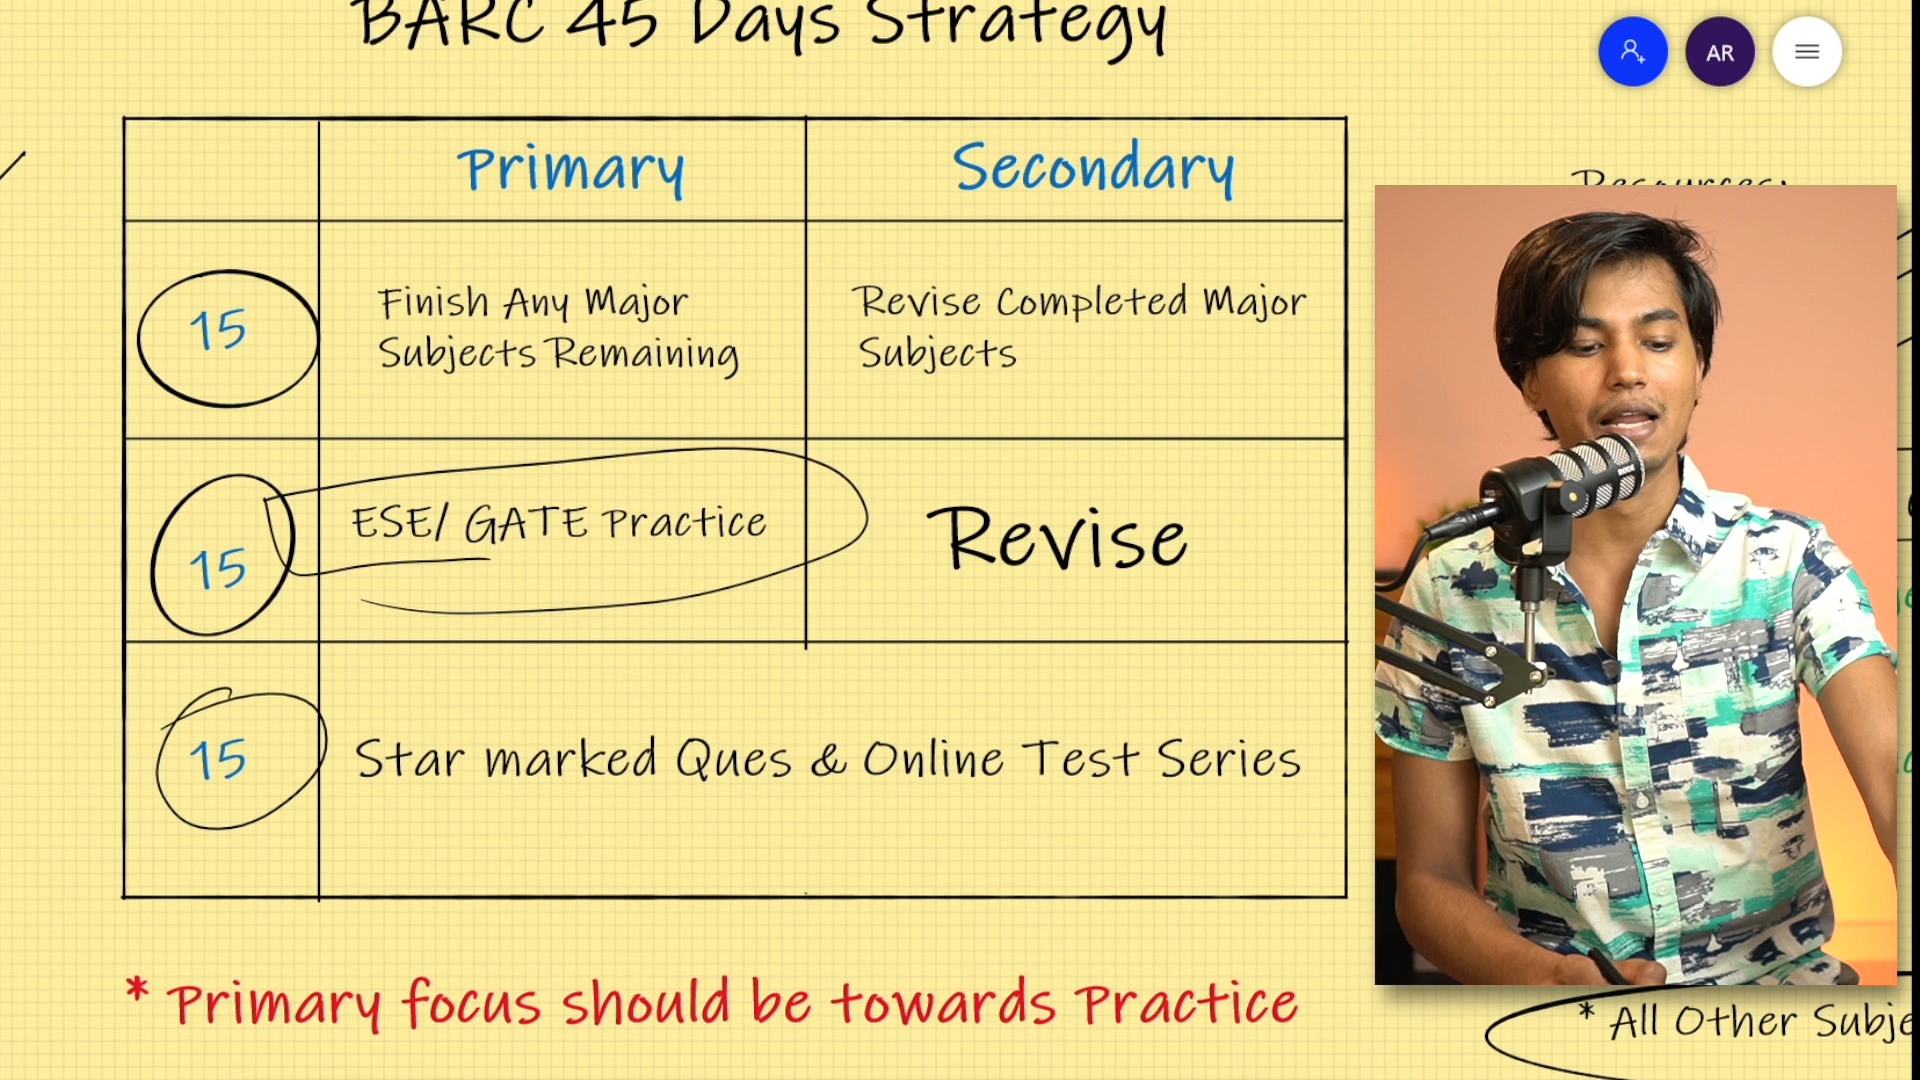 BARC 45 Days Strategy
AR
Primary
Secondary
Resources:
15
Finish Any Major
Subjects Remaining
Revise Completed Major
Subjects
15
ESE/ GATE Practice
Revise
RODE
15
Star marked Ques & Online Test Series
* Primary focus should be towards Practice
* All Other Subje